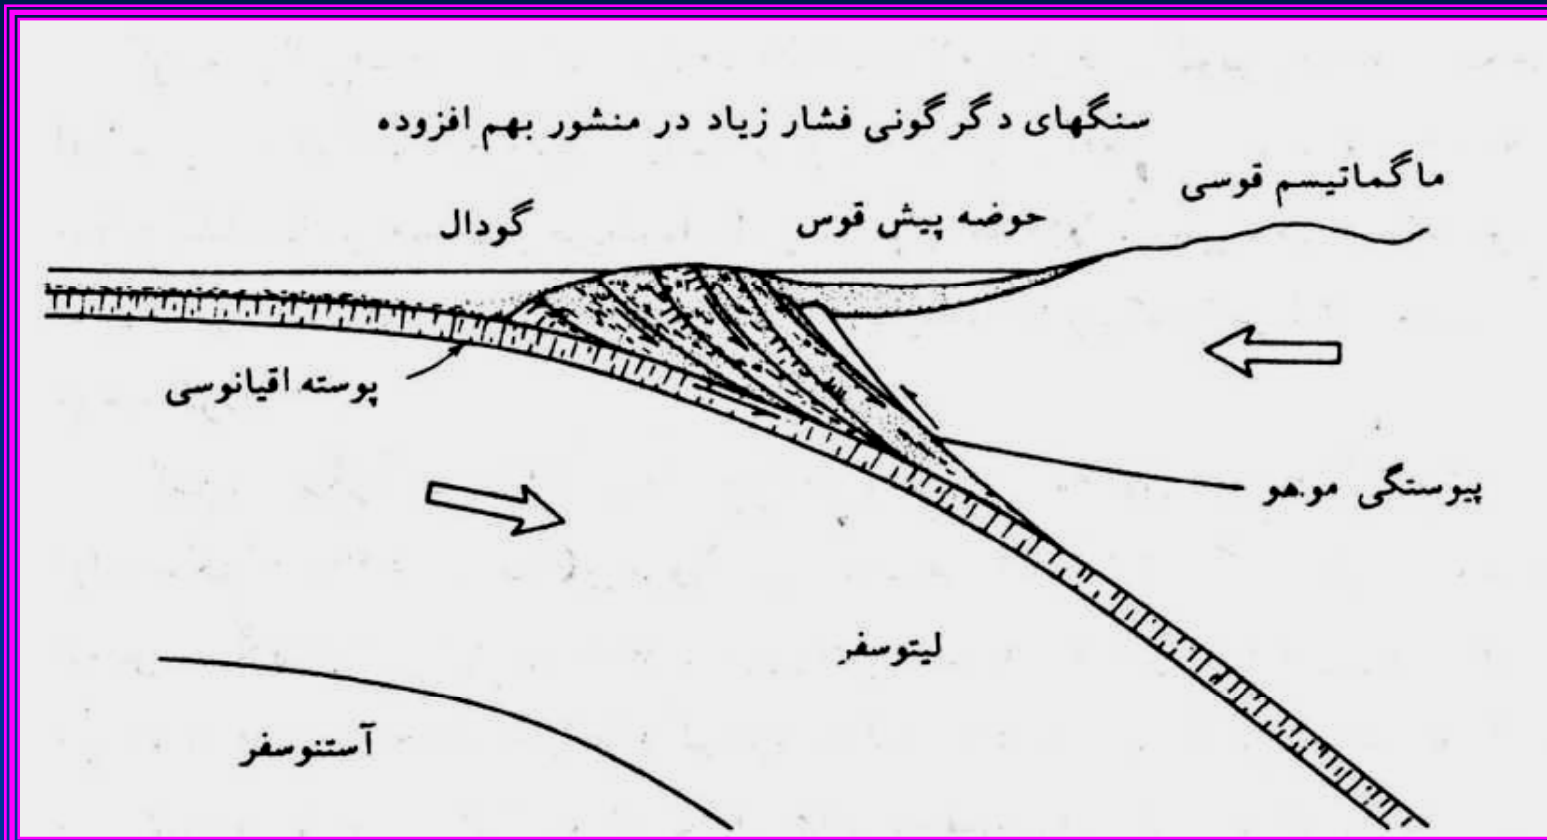 سنگهای دگرگونی فشار زیاد در منشور بهم افزوده
ماگماتیسم قوسی
حوضه پیش قوس
گودال
پوسته اقیانوسی
پیوستگی موهو
لیتوسفر
آستنوسفر